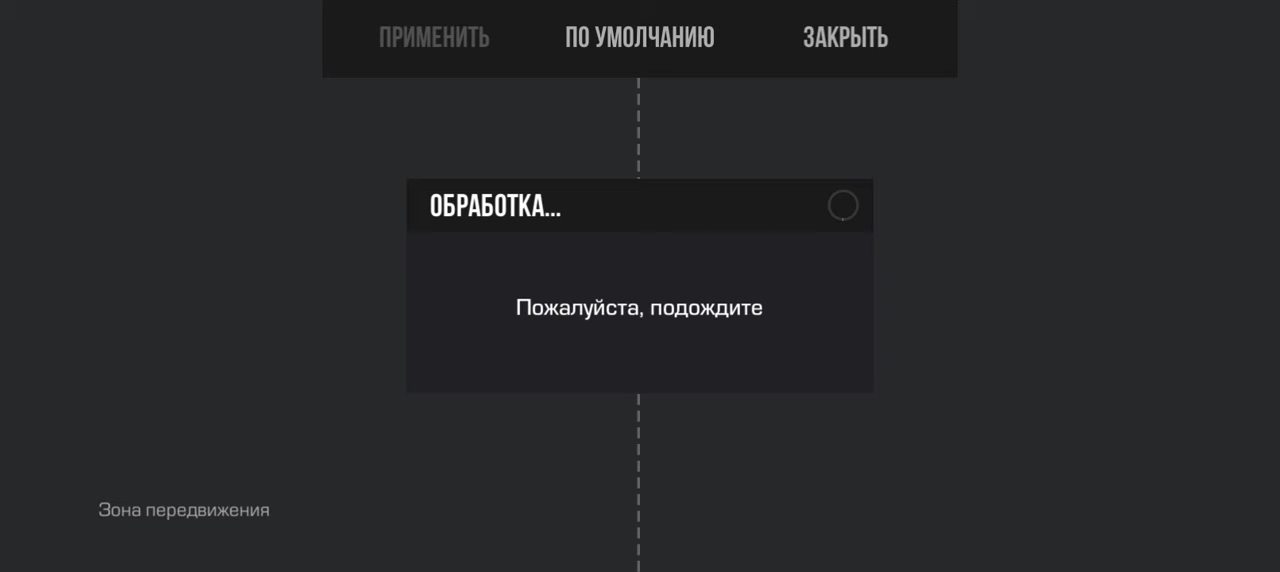 ПРИМЕНИТЬ ПО УМОЛЧАНИЮ ЗАКРЫТЬ
ОБРАБОТКА...
Пожалуйста, подождите
Зона передвижения